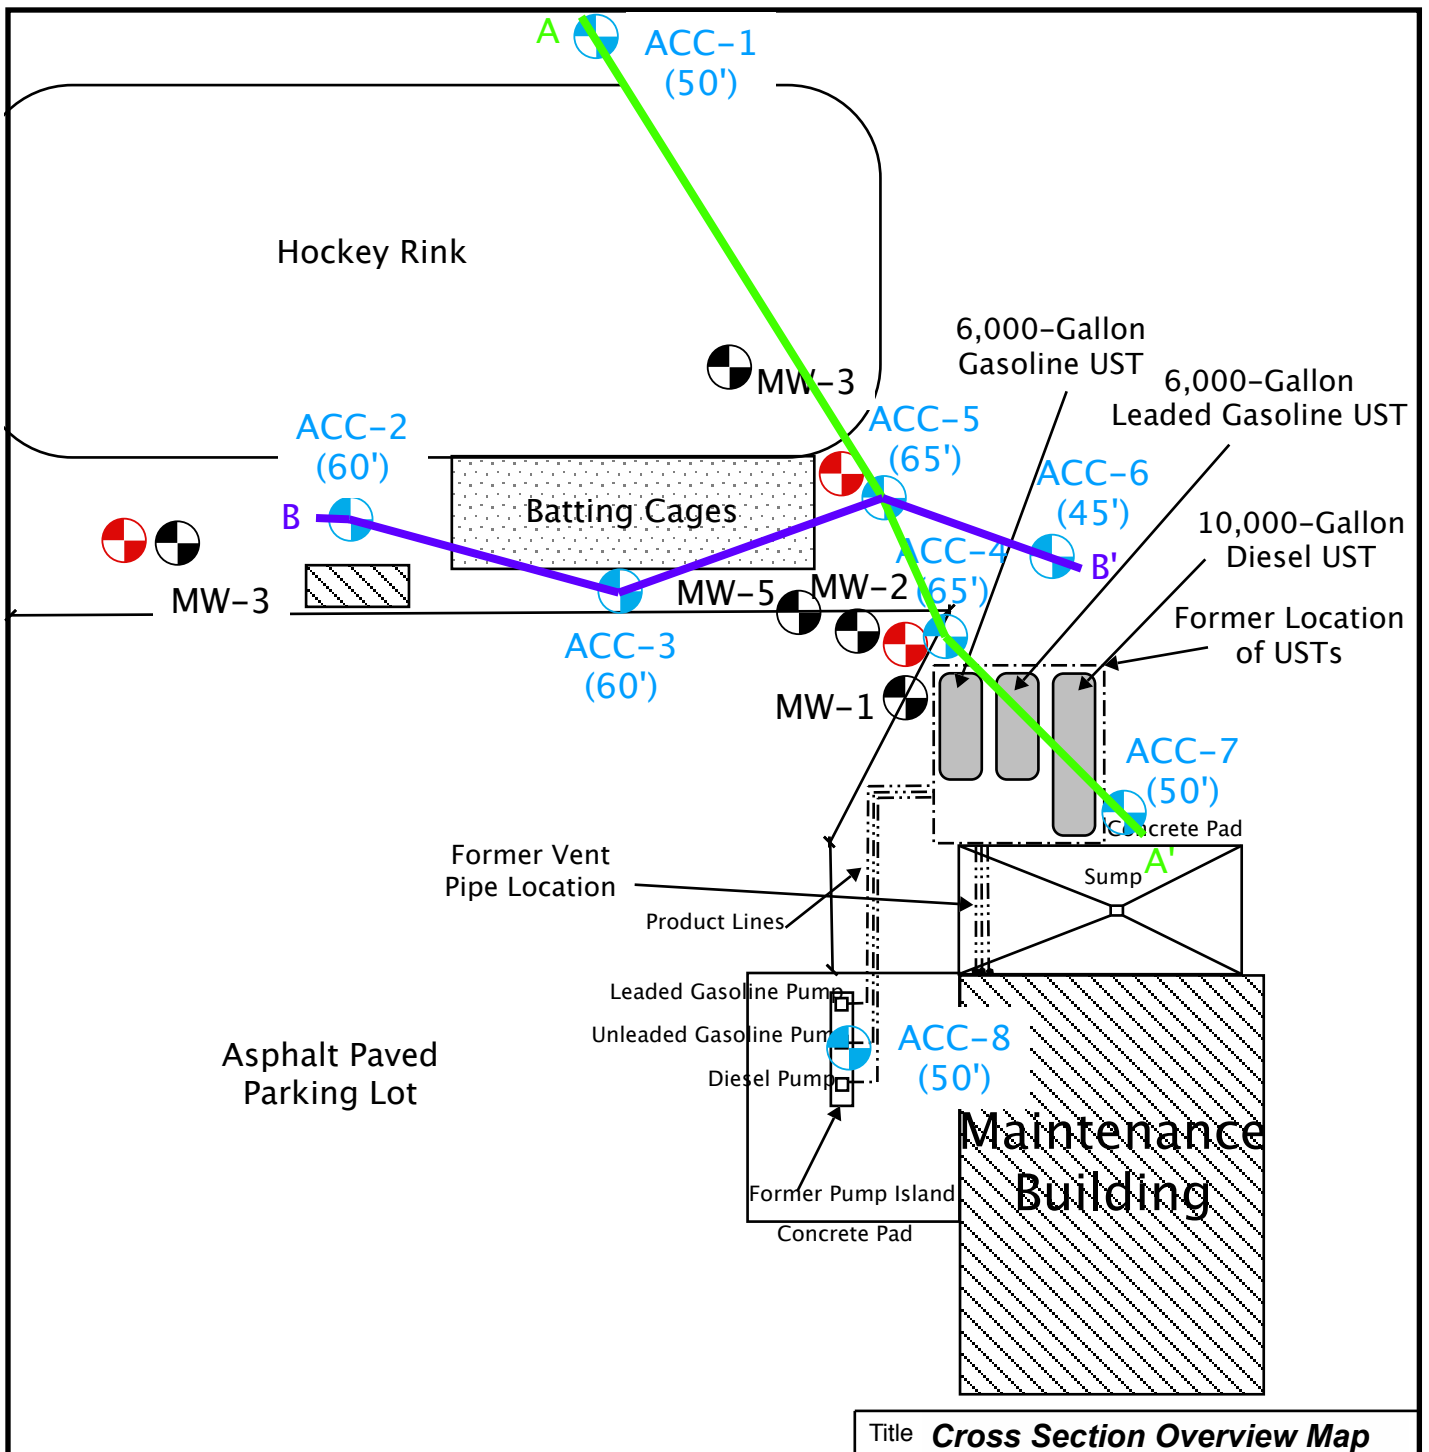 A
ACC-1
(50')
Hockey Rink
6,000-Gallon
Gasoline UST
MW-3
6,000-Gallon
Leaded Gasoline UST
ACC-2
(60')
ACC-5
(65')
ACC-6
(45')
B
Batting Cages
10,000-Gallon
Diesel UST
ACC-4
(65')
B'
MW-3
MW-5
MW-2
Former Location
of USTs
ACC-3
(60')
MW-1
ACC-7
(50')
Concrete Pad
A'
Former Vent
Pipe Location
Sump
Product Lines
Leaded Gasoline Pump
Unleaded Gasoline Pump
ACC-8
(50')
Diesel Pump
Asphalt Paved
Parking Lot
Maintenance
Building
Former Pump Island
Concrete Pad
Title Cross Section Overview Map